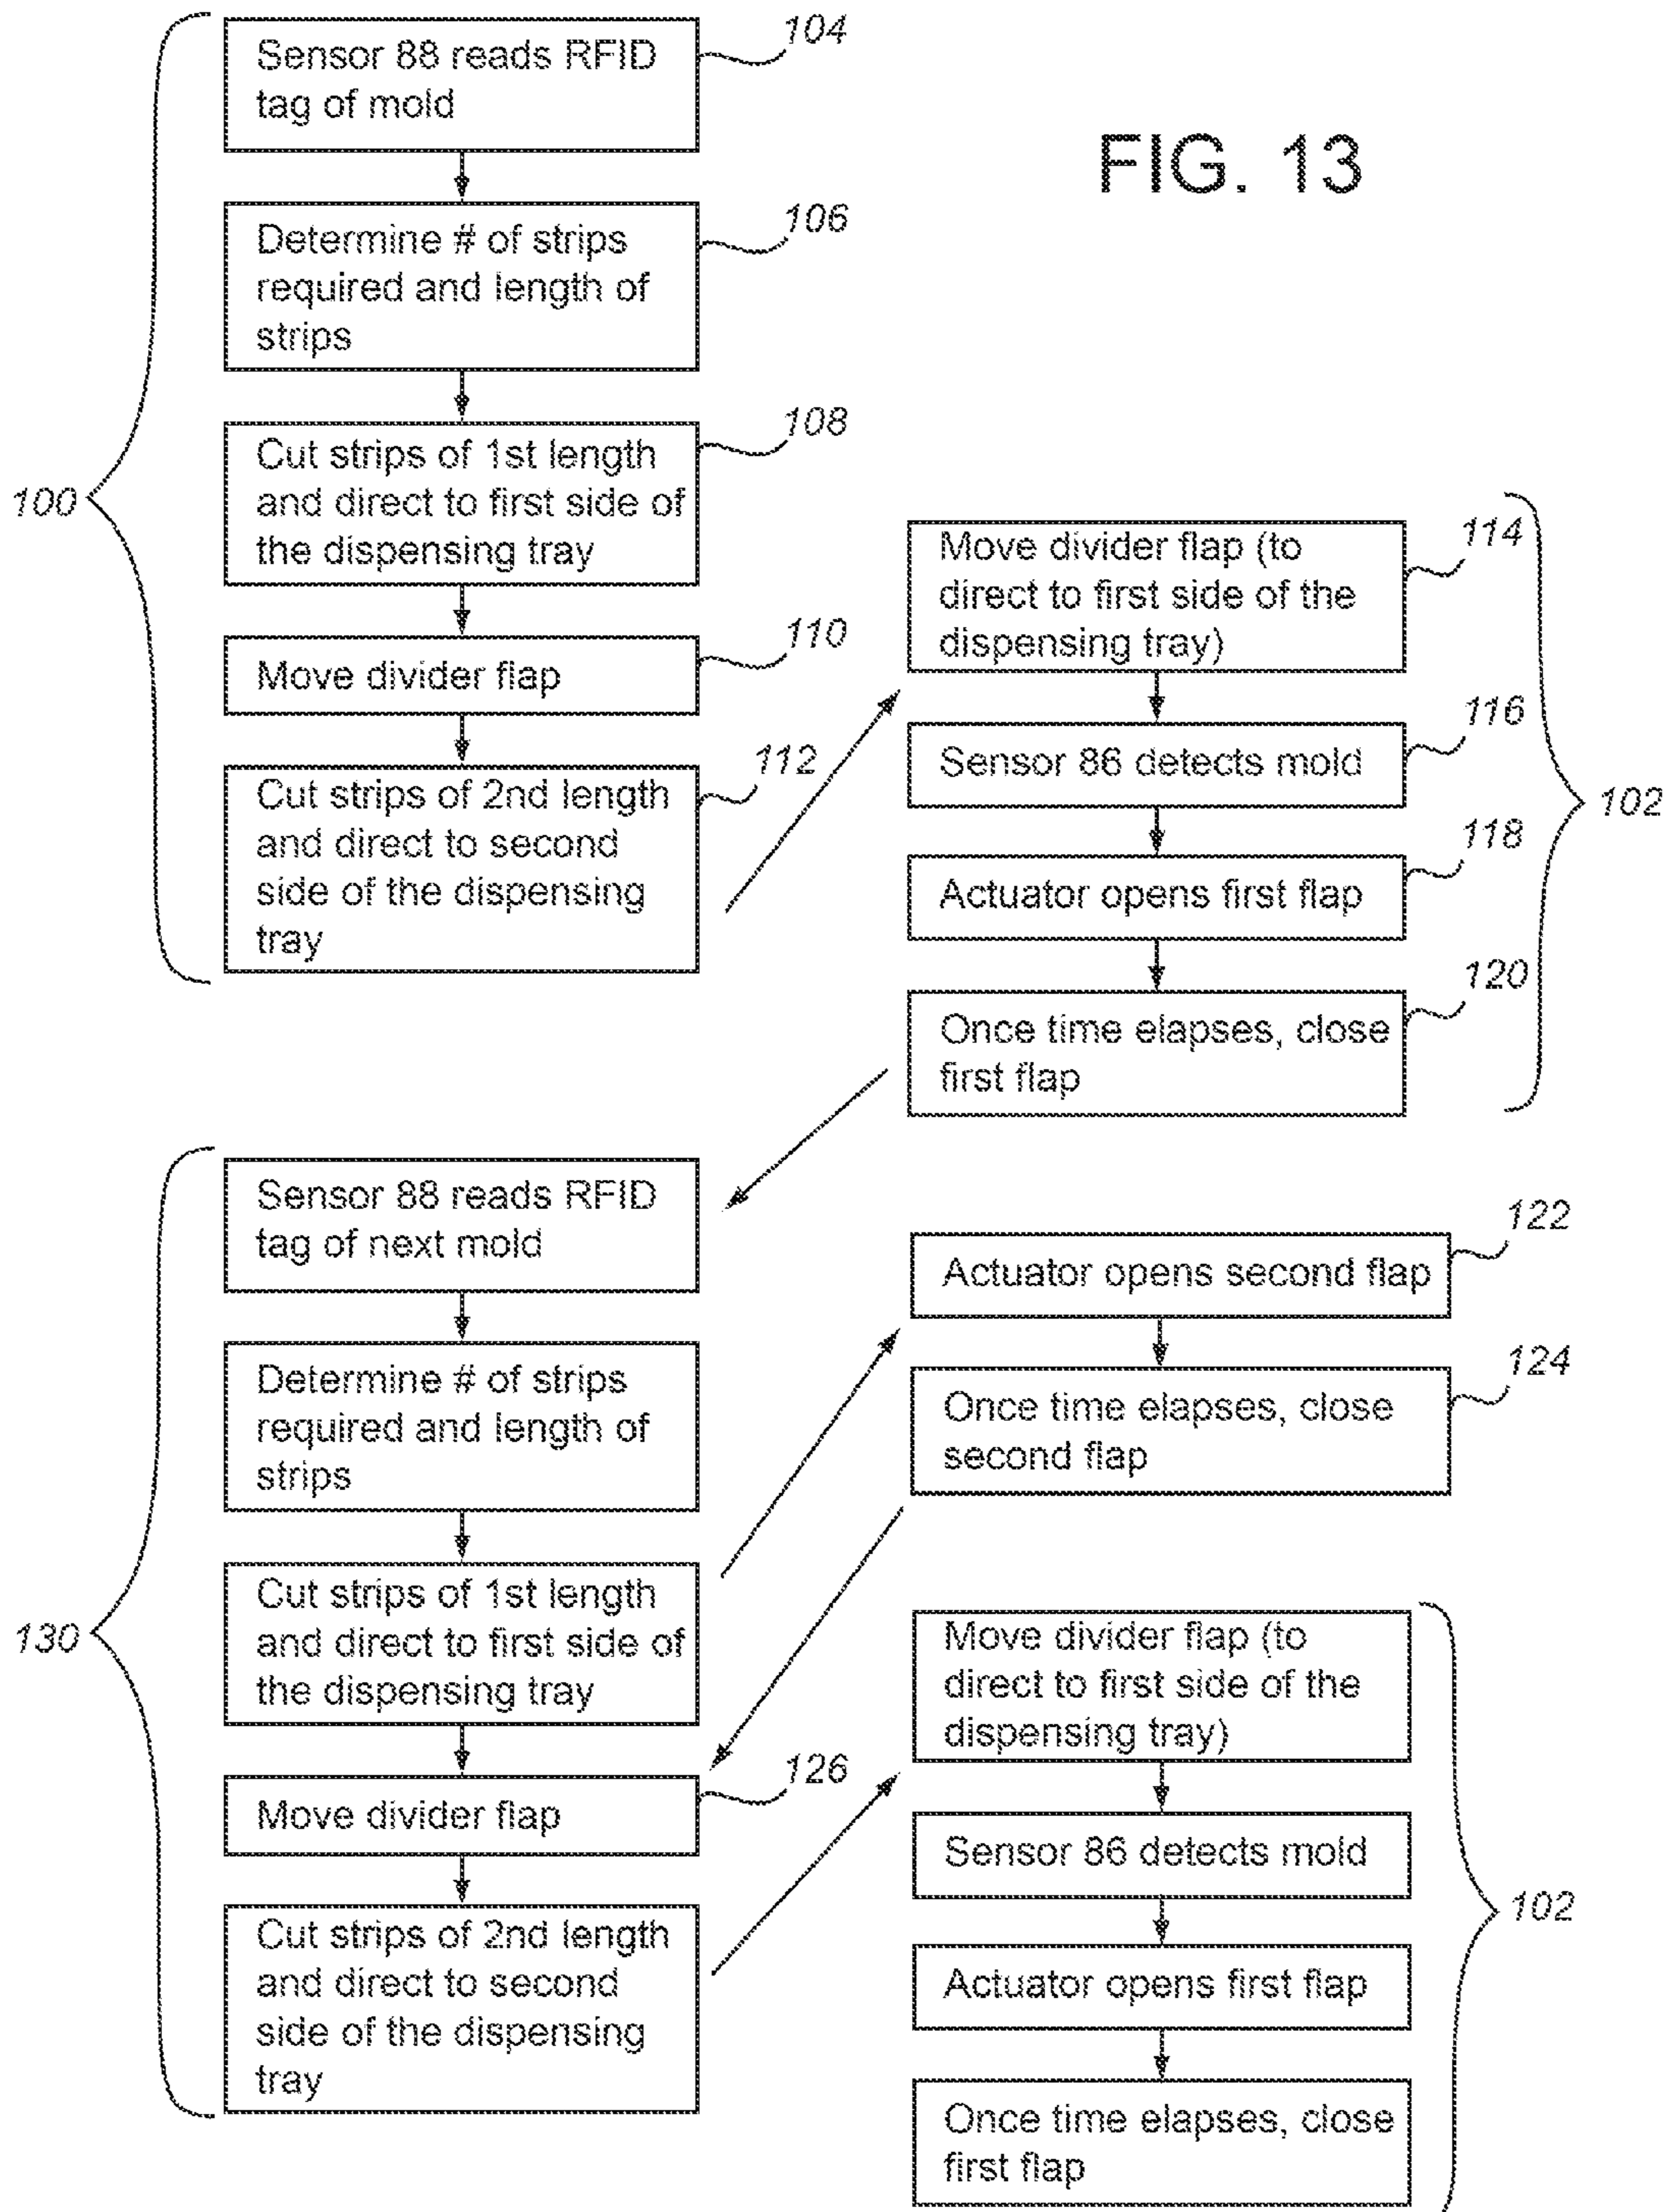 FIG. 13
100
Sensor 88 reads RFID
tag of mold
104
Determine # of strips
required and length of
strips
106
Cut strips of 1st length
and direct to first side of
the dispensing tray
108
Move divider flap
110
Cut strips of 2nd length
and direct to second
side of the dispensing
tray
112
Move divider flap (to
direct to first side of the
dispensing tray)
114
Sensor 86 detects mold
116
Actuator opens first flap
118
Once time elapses, close
first flap
120
102
130
Sensor 88 reads RFID
tag of next mold
Determine # of strips
required and length of
strips
Cut strips of 1st length
and direct to first side of
the dispensing tray
Actuator opens second flap
122
Once time elapses, close
second flap
124
Move divider flap
126
Cut strips of 2nd length
and direct to second
side of the dispensing
tray
Move divider flap (to
direct to first side of the
dispensing tray)
Sensor 86 detects mold
Actuator opens first flap
Once time elapses, close
first flap
102